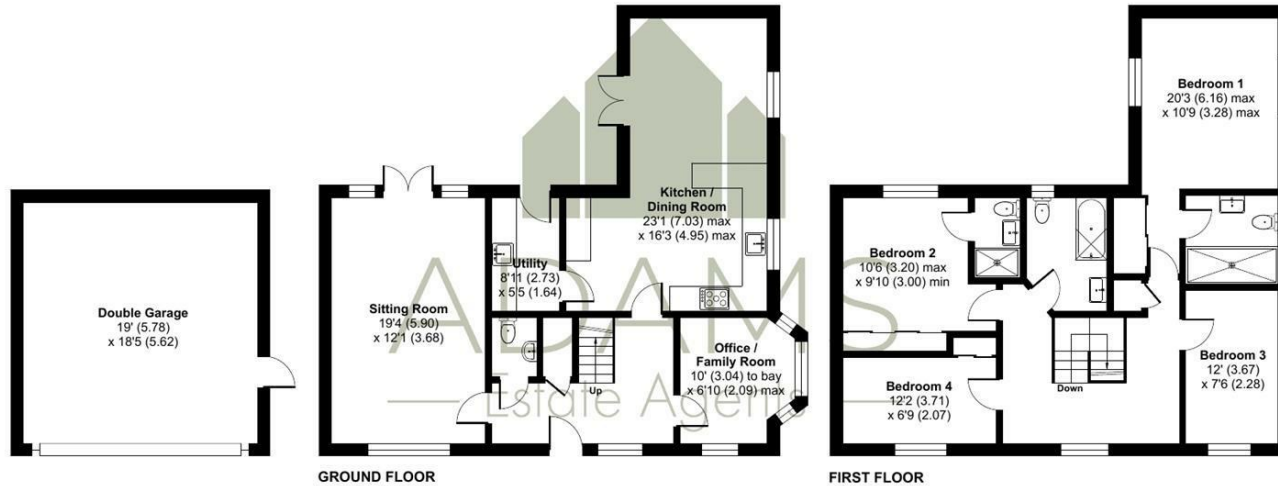 Double Garage
19' (5.78)
x 18'5 (5.62)
Sitting Room
19'4 (5.90)
x 12'1 (3.68)
Utility
8'11 (2.73)
x 5'5 (1.64)
Kitchen /
Dining Room
23'1 (7.03) max
x 16'3 (4.95) max
Office /
Family Room
10' (3.04) to bay
x 6'10 (2.09) max
Up
ADAMS
Estate Agents
GROUND FLOOR
Bedroom 1
20'3 (6.16) max
x 10'9 (3.28) max
Bedroom 2
10'6 (3.20) max
x 9'10 (3.00) min
Bedroom 4
12'2 (3.71)
x 6'9 (2.07)
Down
Bedroom 3
12' (3.67)
x 7'6 (2.28)
FIRST FLOOR